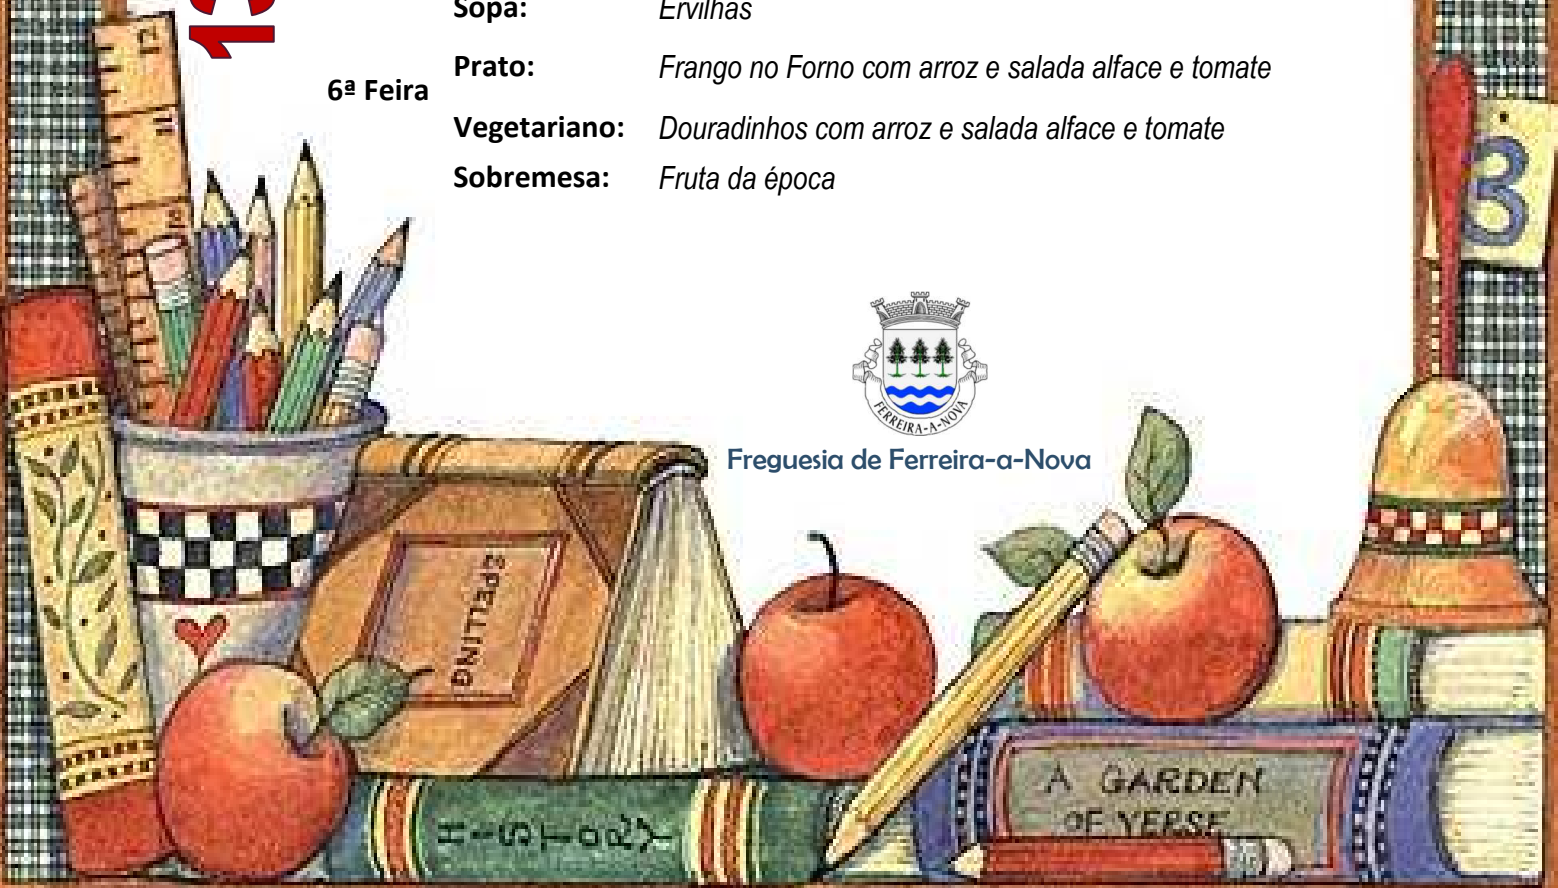 Sopa: Ervilhas
Prato: Frango no Forno com arroz e salada alface e tomate
6ª Feira
Vegetariano: Douradinhos com arroz e salada alface e tomate
Sobremesa: Fruta da época
3
FERREIRA-A-NOVA
Freguesia de Ferreira-a-Nova
SPELLING
A GARDEN
OF VERSE
HISTORY